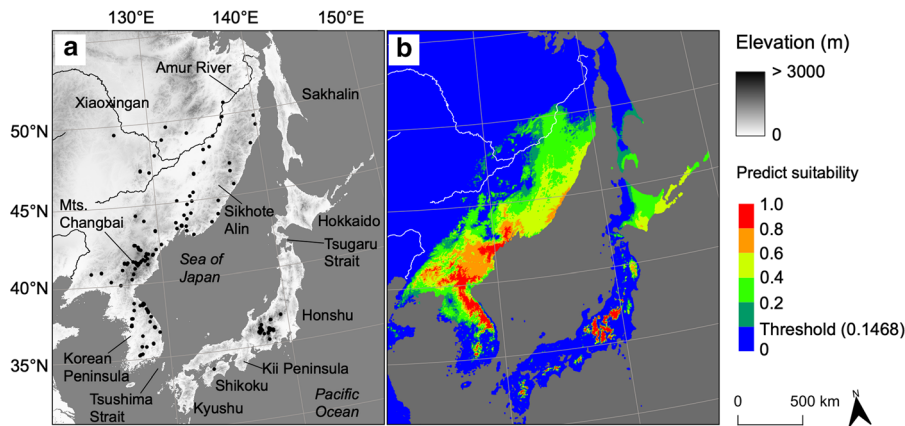 130°E 140°E 150°E
a
b
Elevation (m)
> 3000
0
Amur River
Xiaoxingan
Sakhalin
50°N
Predict suitability
Mts.
Changbai
45°N
Sikhote
Alin
Hokkaido
Tsugaru
Strait
Sea of
Japan
40°N
1.0
0.8
0.6
0.4
0.2
Threshold (0.1468)
0
Honshu
Korean
Peninsula
35°N
Kii Peninsula
Shikoku
Tsushima
Strait
Kyushu
Pacific
Ocean
0 500 km
N